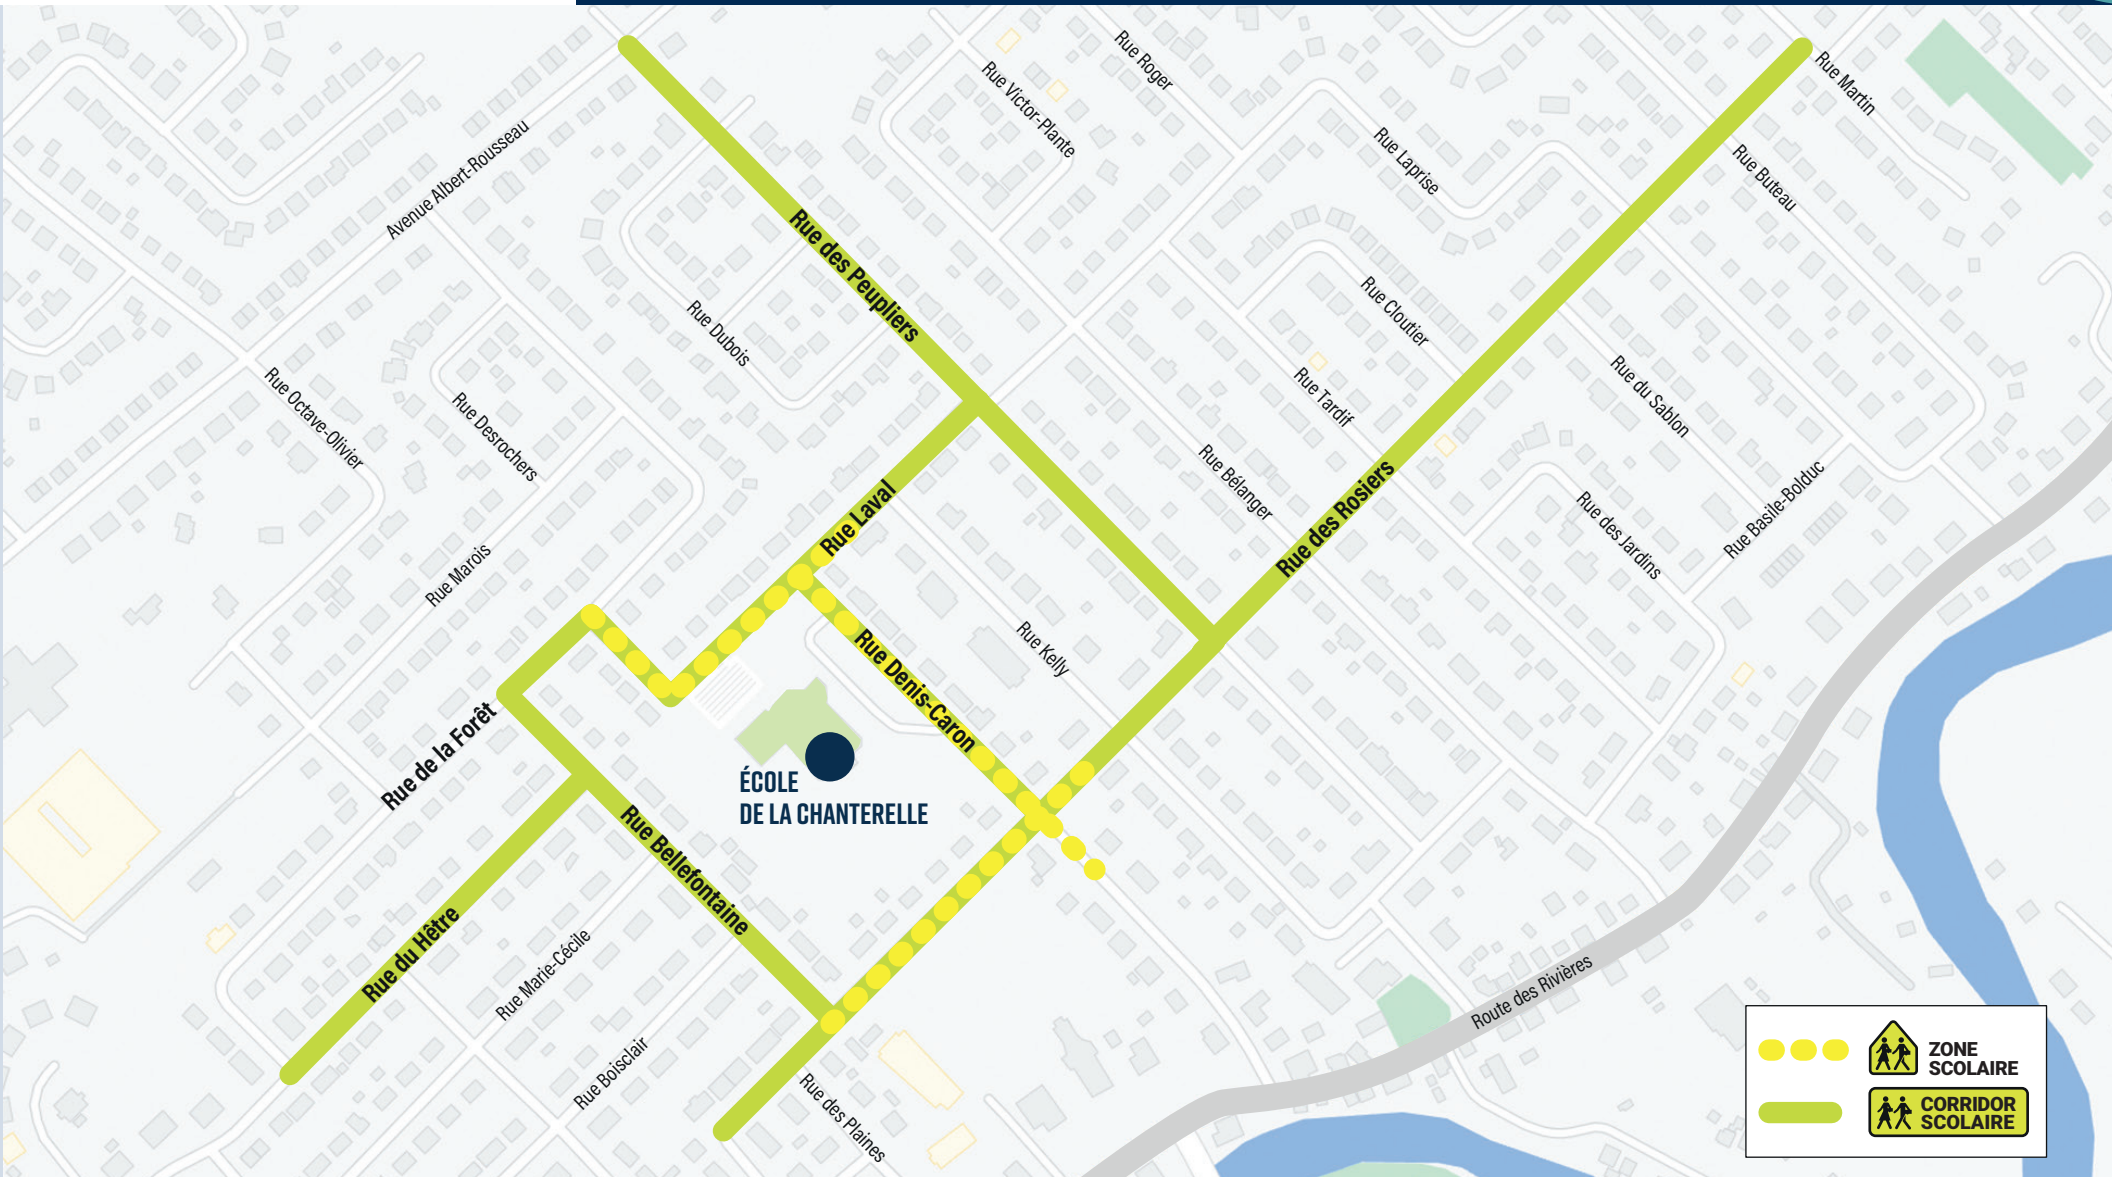 Rue Roger
Rue Martin
Rue Victor-Plante
Avenue Albert-Rousseau
Rue Laprise
Rue Buteau
Rue des Peupliers
Rue Cloutier
Rue Dubois
Rue Octave-Olivier
Rue Desrochers
Rue Tardif
Rue du Sablon
Rue Bélanger
Rue des Rosiers
Rue Laval
Rue des Jardins
Rue Basile-Bolduc
Rue Marois
Rue Kelly
Rue Denis-Caron
Rue de la Forêt
ÉCOLE
DE LA CHANTERELLE
Rue Bellefontaine
Rue du Hêtre
Rue Marie-Cécile
Route des Rivières
Rue Boisclair
Rue des Plaines
ZONE
SCOLAIRE
CORRIDOR
SCOLAIRE